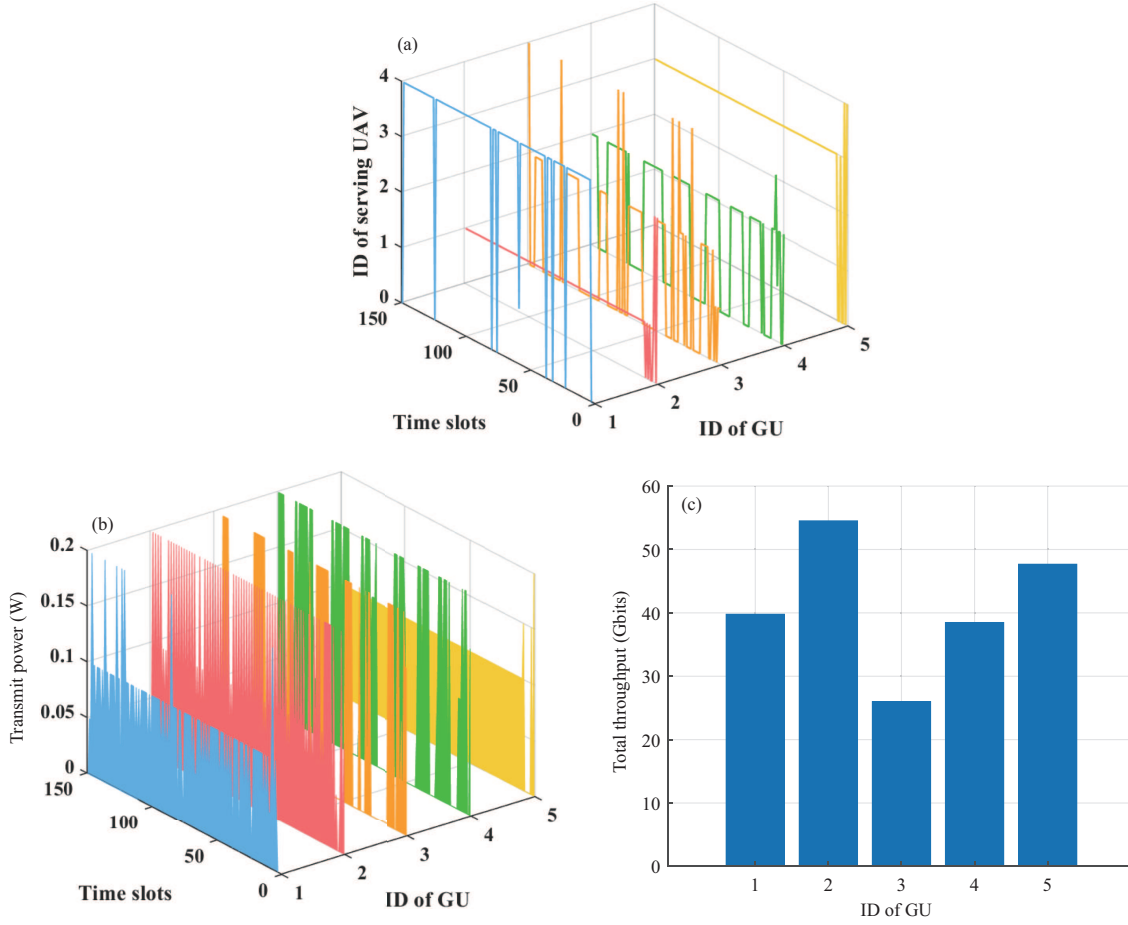 (a)
4
3
2
1
0
ID of serving UAV
150
100
50
0
Time slots
1
2
3
4
5
ID of GU
(b)
0.2
0.15
0.1
0.05
0
Transmit power (W)
150
100
50
0
Time slots
1
2
3
4
5
ID of GU
(c)
60
50
40
30
20
10
0
Total throughput (Gbits)
1 2 3 4 5
ID of GU